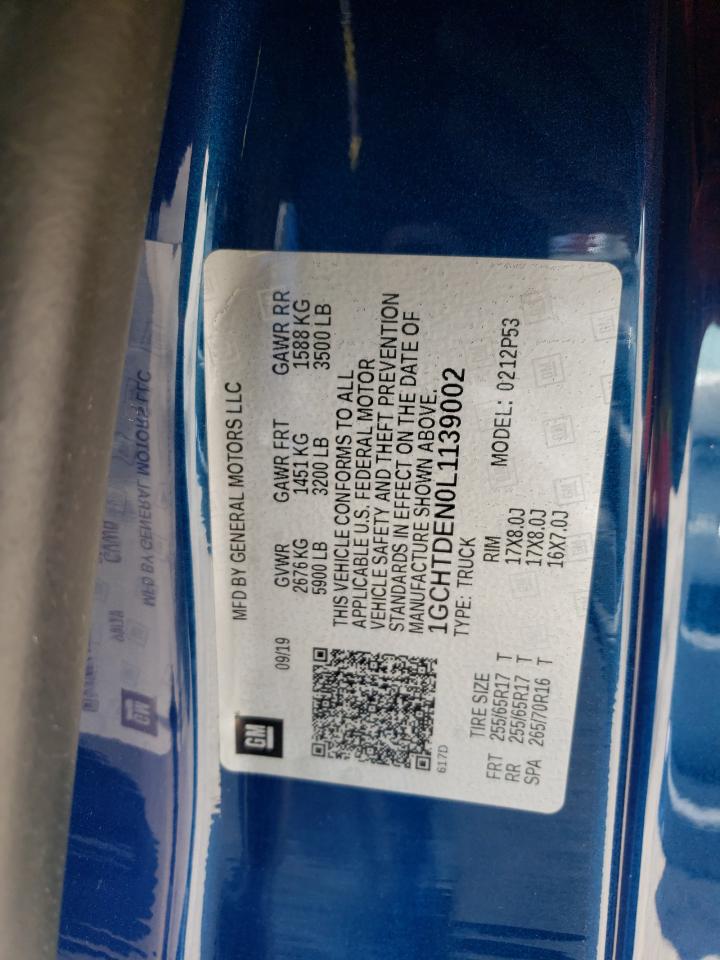 GM
MFD BY GENERAL MOTORS LLC
09/19
GVWR GAWR FRT GAWR RR
2676 KG 1451 KG 1588 KG
5900 LB 3200 LB 3500 LB
THIS VEHICLE CONFORMS TO ALL
APPLICABLE U.S. FEDERAL MOTOR
VEHICLE SAFETY AND THEFT PREVENTION
STANDARDS IN EFFECT ON THE DATE OF
MANUFACTURE SHOWN ABOVE.
1GCHTDEN0L1139002
617D
TYPE: TRUCK
TIRE SIZE RIM MODEL: 0212P53
FRT 255/65R17 T 17X8.0J
RR 255/65R17 T 17X8.0J
SPA 265/70R16 T 16X7.0J